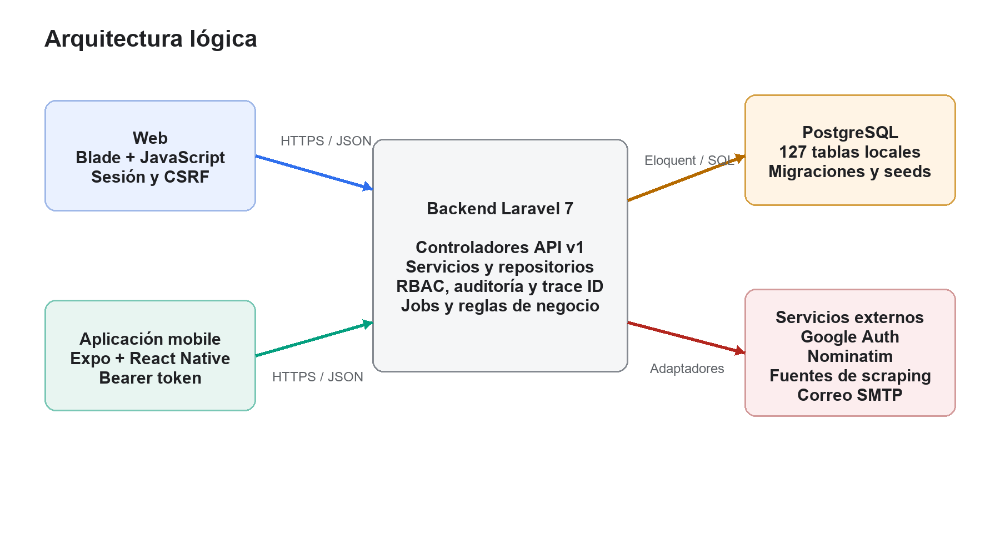 Arquitectura lógica
Web
Blade + JavaScript
Sesión y CSRF
HTTPS / JSON
Aplicación mobile
Expo + React Native
Bearer token
HTTPS / JSON
Backend Laravel 7
Controladores API v1
Servicios y repositorios
RBAC, auditoría y trace ID
Jobs y reglas de negocio
Eloquent / SQL
PostgreSQL
127 tablas locales
Migraciones y seeds
Adaptadores
Servicios externos
Google Auth
Nominatim
Fuentes de scraping
Correo SMTP